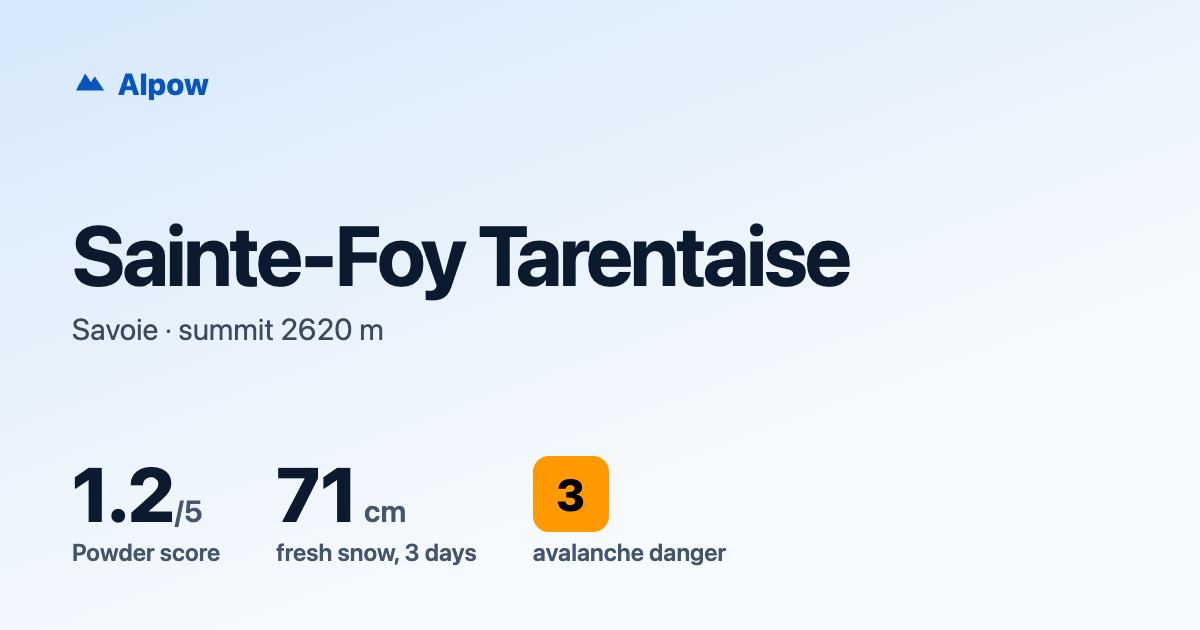 Alpow
Sainte-Foy Tarentaise
Savoie · summit 2620 m
1.2/5
Powder score
71 cm
fresh snow, 3 days
3
avalanche danger